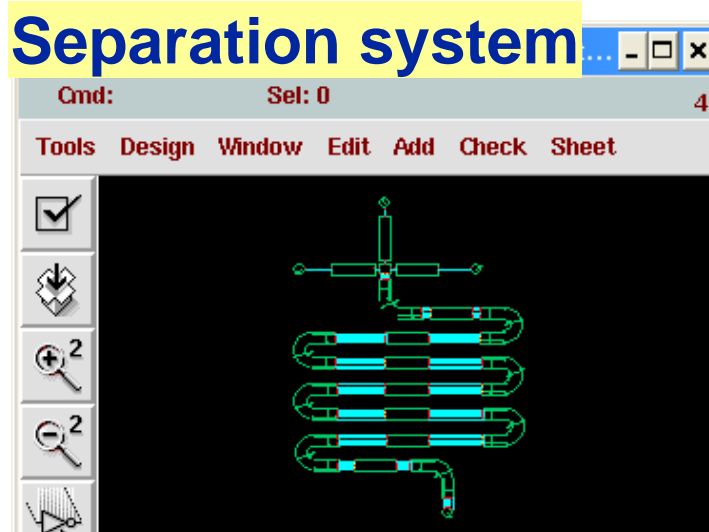 Separation system
...
Cmd: Sel: 0 4
Tools Design Window Edit Add Check Sheet
2
2